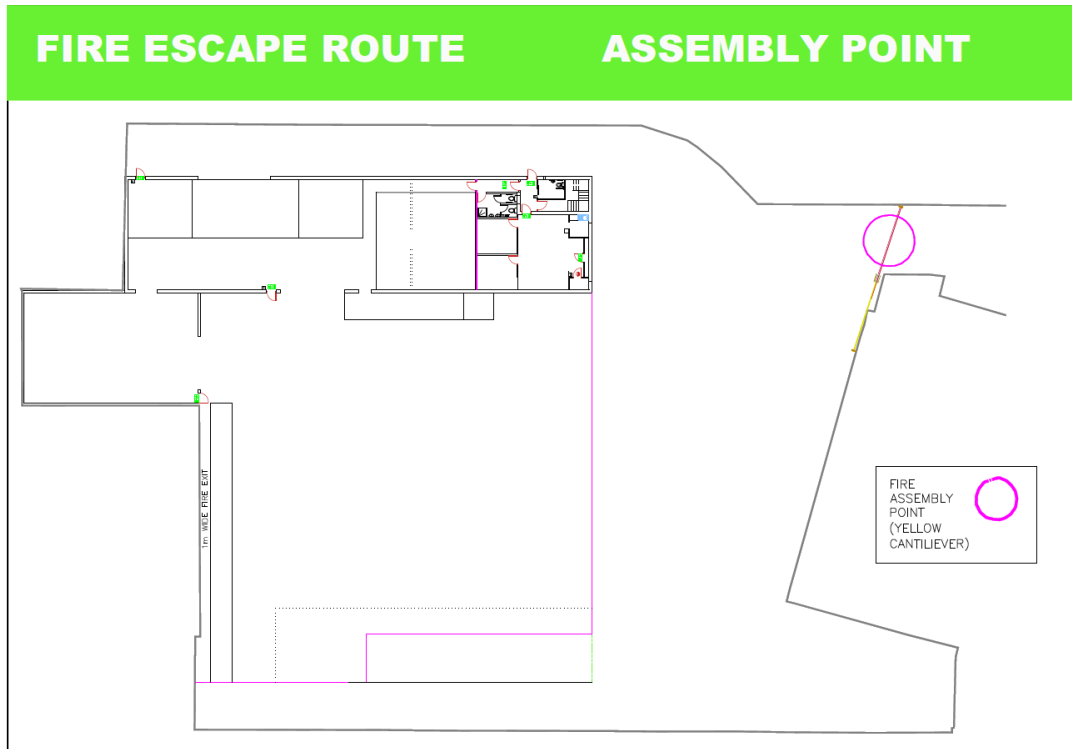 FIRE ESCAPE ROUTE
ASSEMBLY POINT
1m WIDE FIRE EXIT
FIRE
ASSEMBLY
POINT
(YELLOW
CANTILIEVER)